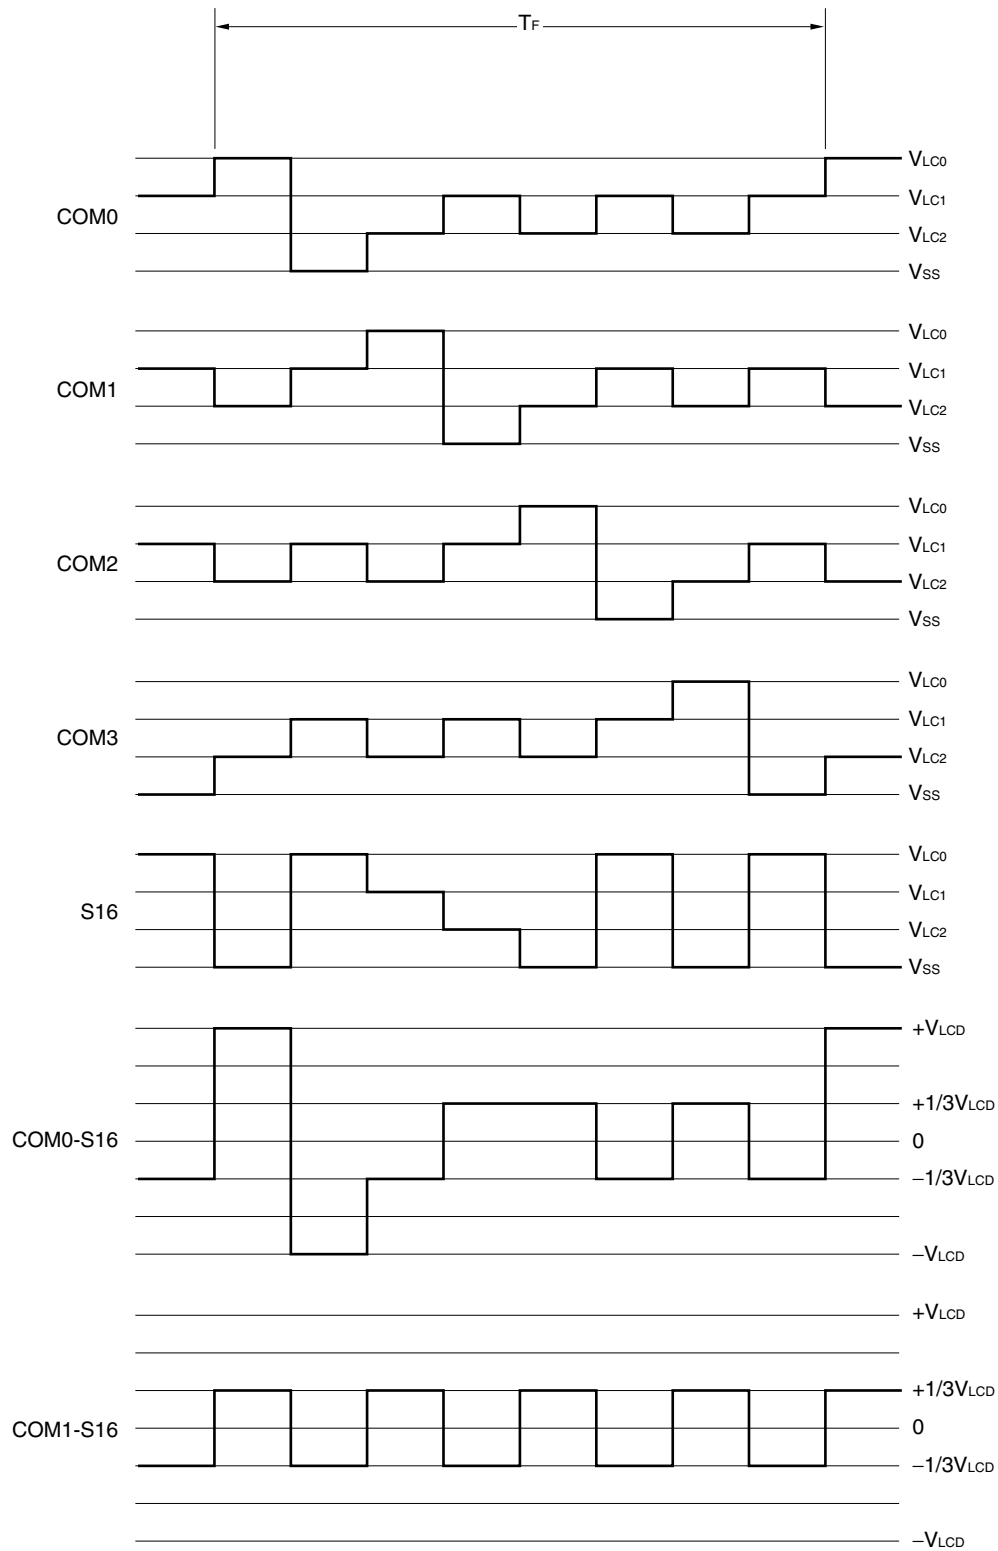 TF
VLC0
VLC1
COM0
VLC2
VSS
VLC0
VLC1
COM1
VLC2
VSS
VLC0
VLC1
COM2
VLC2
VSS
VLC0
VLC1
COM3
VLC2
VSS
VLC0
VLC1
S16
VLC2
VSS
+VLCD
+1/3VLCD
COM0-S16
0
−1/3VLCD
−VLCD
+VLCD
+1/3VLCD
COM1-S16
0
−1/3VLCD
−VLCD